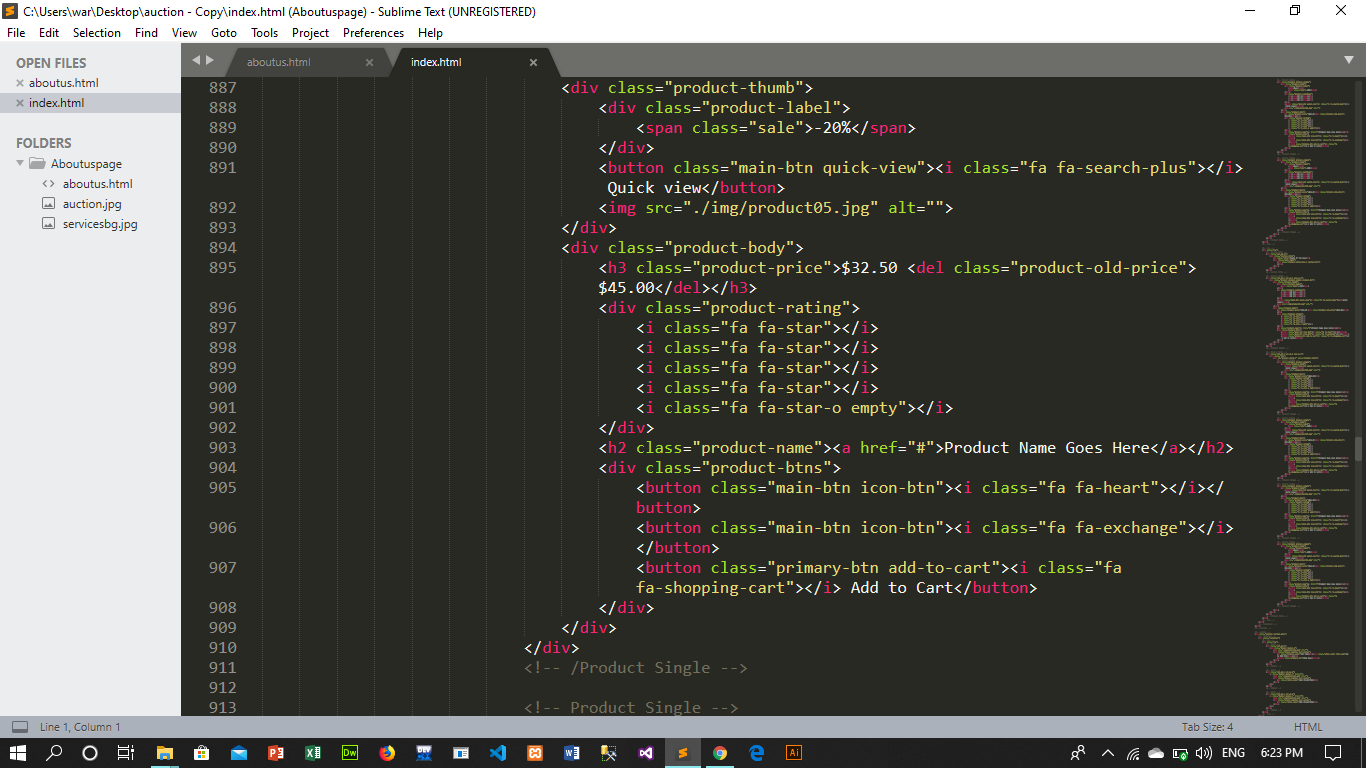 C:\Users\war\Desktop\auction - Copy\index.html (Aboutuspage) - Sublime Text (UNREGISTERED)
File Edit Selection Find View Goto Tools Project Preferences Help
OPEN FILES
aboutus.html
index.html
FOLDERS
Aboutuspage
aboutus.html
auction.jpg
servicesbg.jpg
aboutus.html
index.html
887 <div class="product-thumb">
888 <div class="product-label">
889 <span class="sale">-20%</span>
890 </div>
891 <button class="main-btn quick-view"><i class="fa fa-search-plus"></i>
Quick view</button>
892 <img src="./img/product05.jpg" alt="">
893 </div>
894 <div class="product-body">
895 <h3 class="product-price">$32.50 <del class="product-old-price">
$45.00</del></h3>
896 <div class="product-rating">
897 <i class="fa fa-star"></i>
898 <i class="fa fa-star"></i>
899 <i class="fa fa-star"></i>
900 <i class="fa fa-star"></i>
901 <i class="fa fa-star-o empty"></i>
902 </div>
903 <h2 class="product-name"><a href="#">Product Name Goes Here</a></h2>
904 <div class="product-btns">
905 <button class="main-btn icon-btn"><i class="fa fa-heart"></i></
button>
906 <button class="main-btn icon-btn"><i class="fa fa-exchange"></i>
</button>
907 <button class="primary-btn add-to-cart"><i class="fa
fa-shopping-cart"></i> Add to Cart</button>
908 </div>
909 </div>
910 </div>
911 <!-- /Product Single -->
912
913 <!-- Product Single -->
Line 1, Column 1
Tab Size: 4
HTML
ENG
6:23 PM